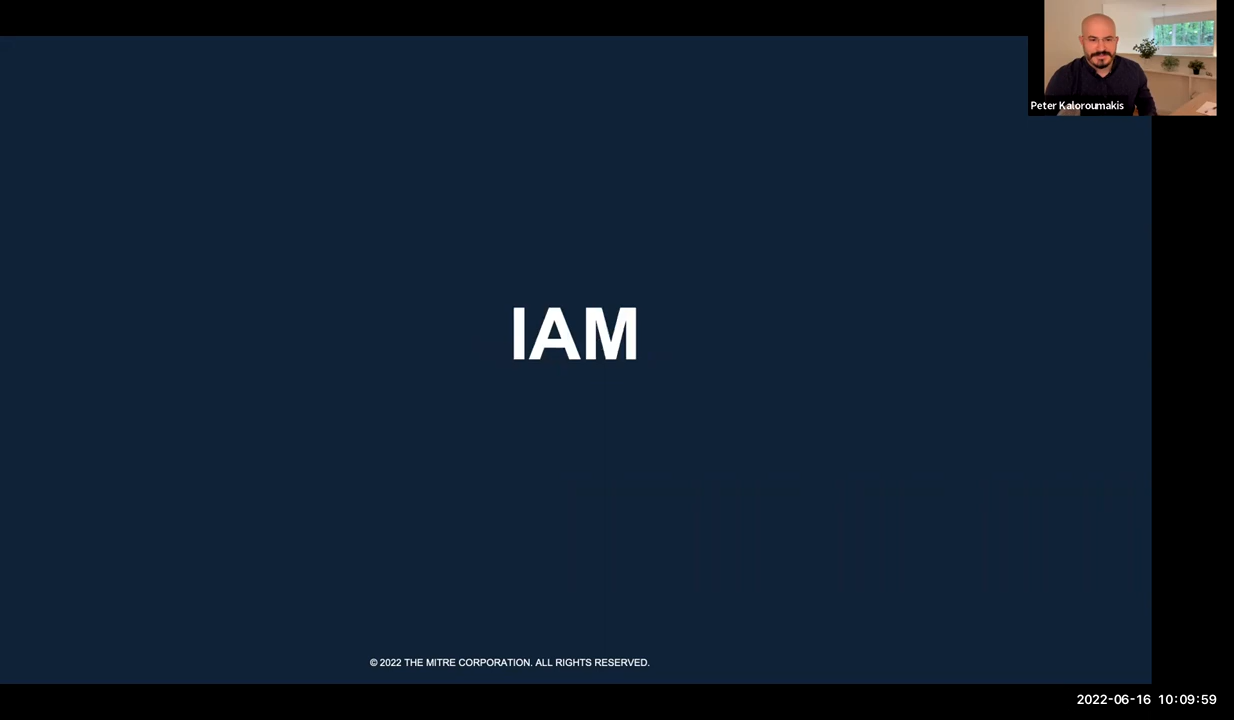 Peter Kaloroumakis
IAM
© 2022 THE MITRE CORPORATION. ALL RIGHTS RESERVED.
2022-06-16 10:09:59